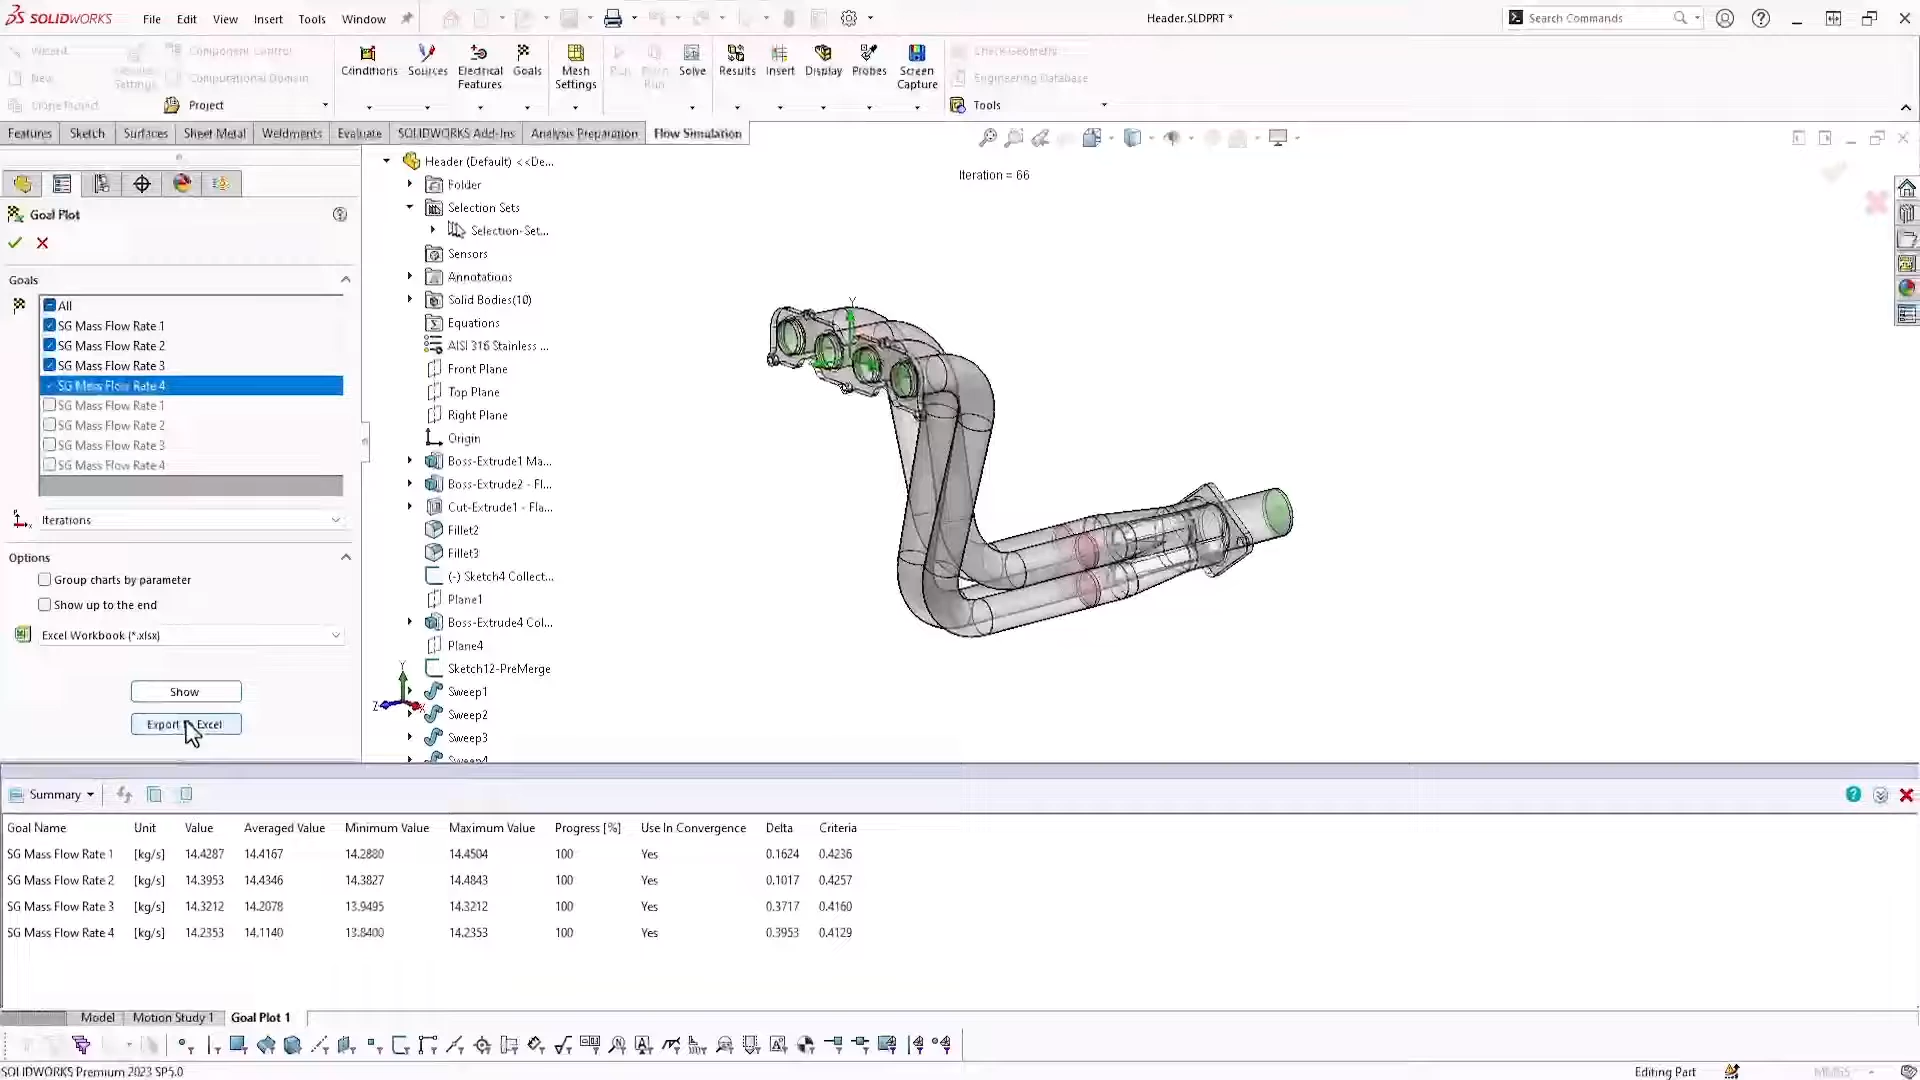 SOLIDWORKS File Edit View Insert Tools Window Header.SLDPRT * Search Commands
Wizard Component Control
New Computational Domain
Clone Project Project
Conditions Sources Electrical Features Goals Mesh Settings Run Batch Run Solve Results Insert Display Probes Screen Capture
Check Geometry
Engineering Database
Tools
Features Sketch Surfaces Sheet Metal Weldments Evaluate SOLIDWORKS Add-Ins Analysis Preparation Flow Simulation
Goal Plot
Goals
All
SG Mass Flow Rate 1
SG Mass Flow Rate 2
SG Mass Flow Rate 3
SG Mass Flow Rate 4
SG Mass Flow Rate 1
SG Mass Flow Rate 2
SG Mass Flow Rate 3
SG Mass Flow Rate 4
Iterations
Options
Group charts by parameter
Show up to the end
Excel Workbook (*.xlsx)
Show
Export Excel
Header (Default) <<De...
Folder
Selection Sets
Selection-Set...
Sensors
Annotations
Solid Bodies(10)
Equations
AISI 316 Stainless ...
Front Plane
Top Plane
Right Plane
Origin
Boss-Extrude1 Ma...
Boss-Extrude2 - Fl...
Cut-Extrude1 - Fla...
Fillet2
Fillet3
(-) Sketch4 Collect...
Plane1
Boss-Extrude4 Col...
Plane4
Sketch12-PreMerge
Sweep1
Sweep2
Sweep3
Sweep4
Iteration = 66
Y
Y
Z
X
Summary
Goal Name Unit Value Averaged Value Minimum Value Maximum Value Progress [%] Use In Convergence Delta Criteria
SG Mass Flow Rate 1 [kg/s] 14.4287 14.4167 14.2880 14.4504 100 Yes 0.1624 0.4236
SG Mass Flow Rate 2 [kg/s] 14.3953 14.4346 14.3827 14.4843 100 Yes 0.1017 0.4257
SG Mass Flow Rate 3 [kg/s] 14.3212 14.2078 13.9495 14.3212 100 Yes 0.3717 0.4160
SG Mass Flow Rate 4 [kg/s] 14.2353 14.1140 13.8400 14.2353 100 Yes 0.3953 0.4129
Model Motion Study 1 Goal Plot 1
SOLIDWORKS Premium 2023 SP5.0 Editing Part MMGS